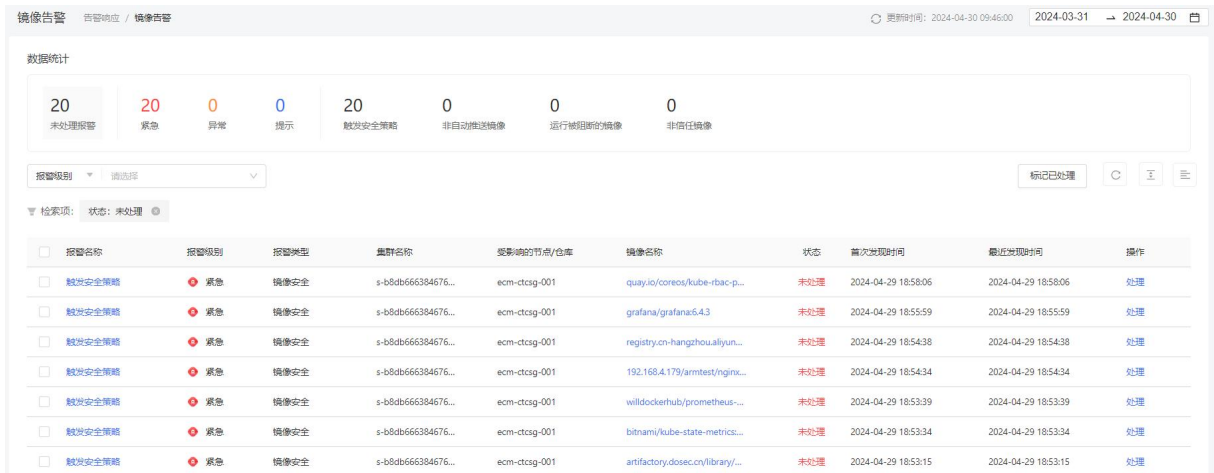 镜像告警 告警响应 / 镜像告警 更新时间：2024-04-30 09:46:00 2024-03-31 → 2024-04-30
数据统计
20 20 0 0 20 0 0 0
未处理报警 紧急 异常 提示 触发安全策略 非自动推送镜像 运行被阻断的镜像 非信任镜像
报警级别 请选择 标记已处理
检索项： 状态：未处理
报警名称 报警级别 报警类型 集群名称 受影响的节点/仓库 镜像名称 状态 首次发现时间 最近发现时间 操作
触发安全策略 紧急 镜像安全 s-b8db666384676... ecm-ctcsg-001 quay.io/coreos/kube-rbac-p... 未处理 2024-04-29 18:58:06 2024-04-29 18:58:06 处理
触发安全策略 紧急 镜像安全 s-b8db666384676... ecm-ctcsg-001 grafana/grafana:6.4.3 未处理 2024-04-29 18:55:59 2024-04-29 18:55:59 处理
触发安全策略 紧急 镜像安全 s-b8db666384676... ecm-ctcsg-001 registry.cn-hangzhou.aliyun... 未处理 2024-04-29 18:54:38 2024-04-29 18:54:38 处理
触发安全策略 紧急 镜像安全 s-b8db666384676... ecm-ctcsg-001 192.168.4.179/armtest/nginx... 未处理 2024-04-29 18:54:34 2024-04-29 18:54:34 处理
触发安全策略 紧急 镜像安全 s-b8db666384676... ecm-ctcsg-001 willdockerhub/prometheus-... 未处理 2024-04-29 18:53:39 2024-04-29 18:53:39 处理
触发安全策略 紧急 镜像安全 s-b8db666384676... ecm-ctcsg-001 bitnami/kube-state-metrics:... 未处理 2024-04-29 18:53:34 2024-04-29 18:53:34 处理
触发安全策略 紧急 镜像安全 s-b8db666384676... ecm-ctcsg-001 artifactory.dosec.cn/library/... 未处理 2024-04-29 18:53:15 2024-04-29 18:53:15 处理